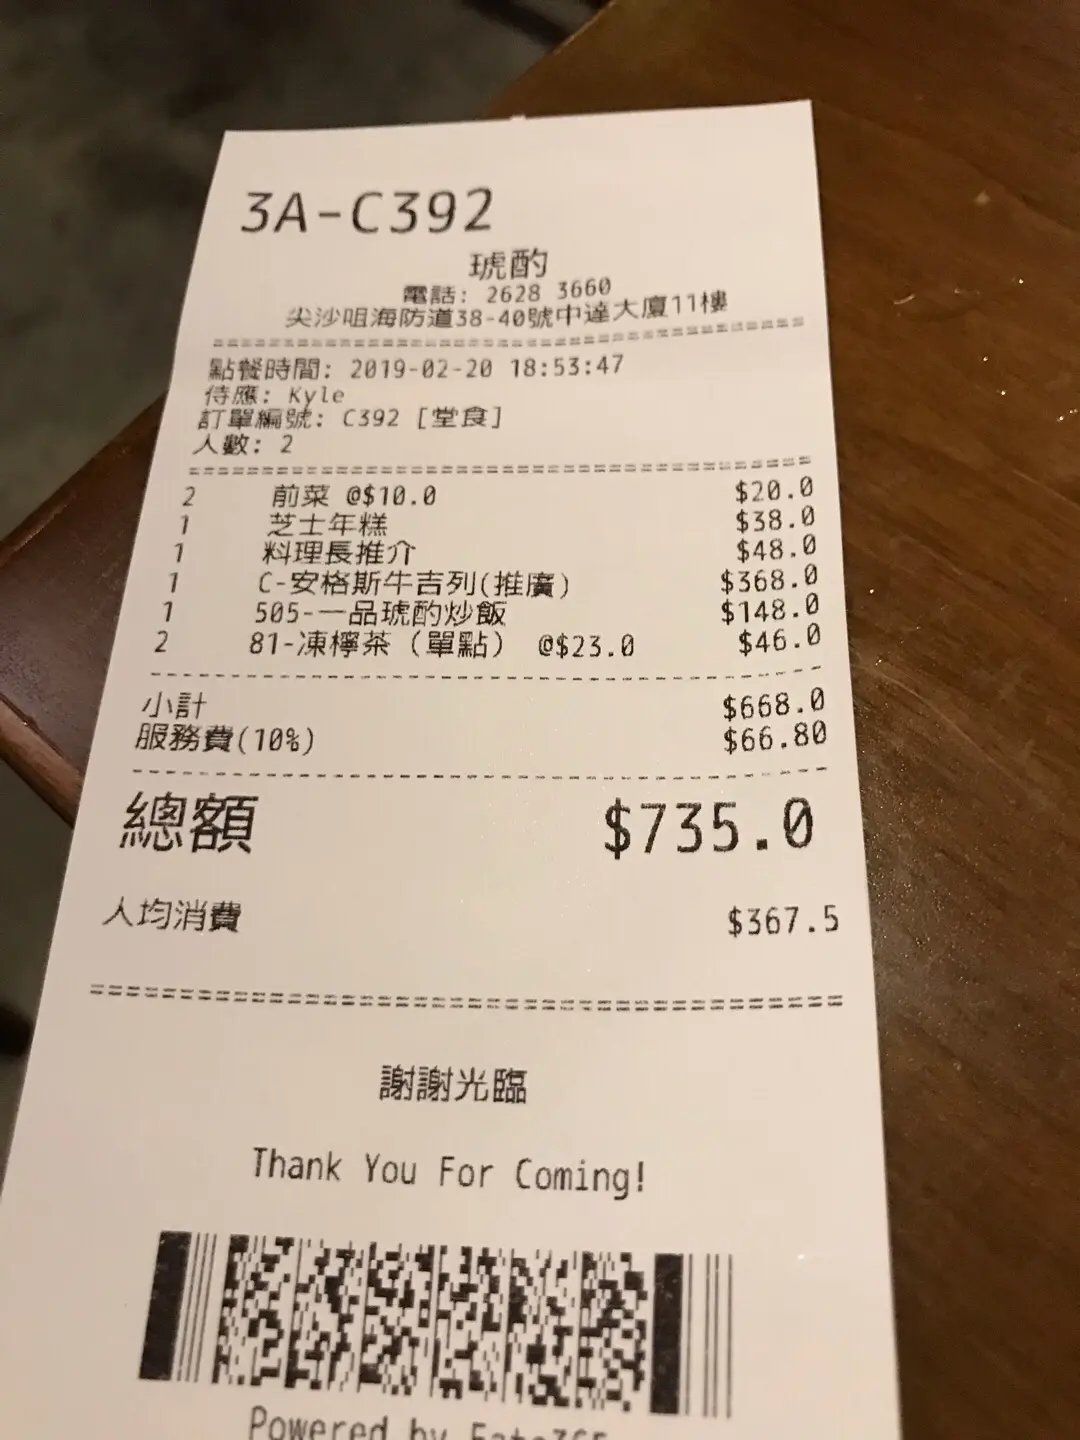 3A-C392
琥酌
電話: 2628 3660
尖沙咀海防道38-40號中達大廈11樓
點餐時間: 2019-02-20 18:53:47
侍應: Kyle
訂單編號: C392 [堂食]
人數: 2
2 前菜 @$10.0 $20.0
1 芝士年糕 $38.0
1 料理長推介 $48.0
1 C-安格斯牛吉列(推廣) $368.0
1 505-一品琥酌炒飯 $148.0
2 81-凍檸茶 (單點) @$23.0 $46.0
小計 $668.0
服務費(10%) $66.80
總額 $735.0
人均消費 $367.5
謝謝光臨
Thank You For Coming!
Powered by